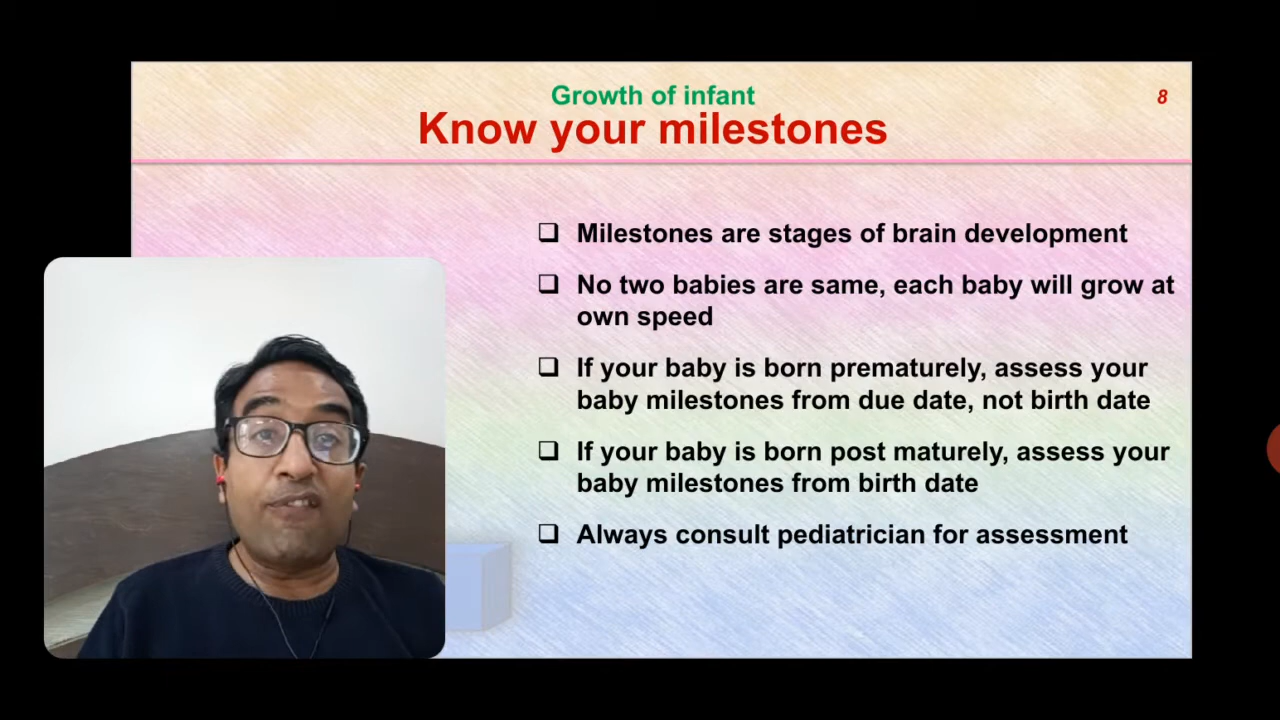 Growth of infant
8
Know your milestones
❑ Milestones are stages of brain development
❑ No two babies are same, each baby will grow at
own speed
❑ If your baby is born prematurely, assess your
baby milestones from due date, not birth date
❑ If your baby is born post maturely, assess your
baby milestones from birth date
❑ Always consult pediatrician for assessment